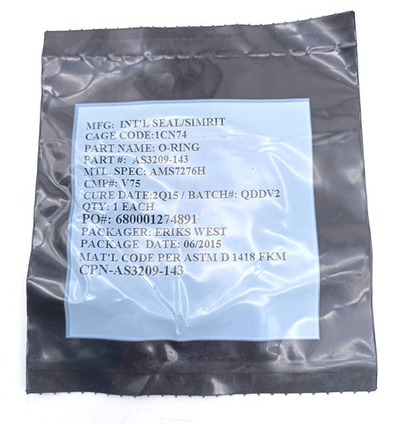 MFG: INT'L SEAL/SIMRIT
CAGE CODE:1CN74
PART NAME: O-RING
PART #: AS3209-143
MTL. SPEC: AMS7276H
CMP#: V75
CURE DATE:2Q15 / BATCH#: QDDV2
QTY: 1 EACH
PO#: 680001274891
PACKAGER: ERIKS WEST
PACKAGE DATE: 06/2015
MAT'L CODE PER ASTM D 1418 FKM
CPN-AS3209-143